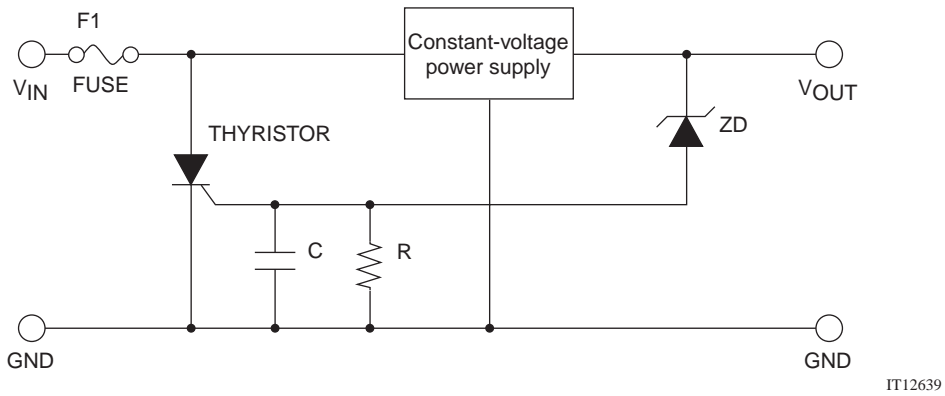 F1
FUSE
VIN
Constant-voltage
power supply
VOUT
THYRISTOR
ZD
C
R
GND
GND
IT12639